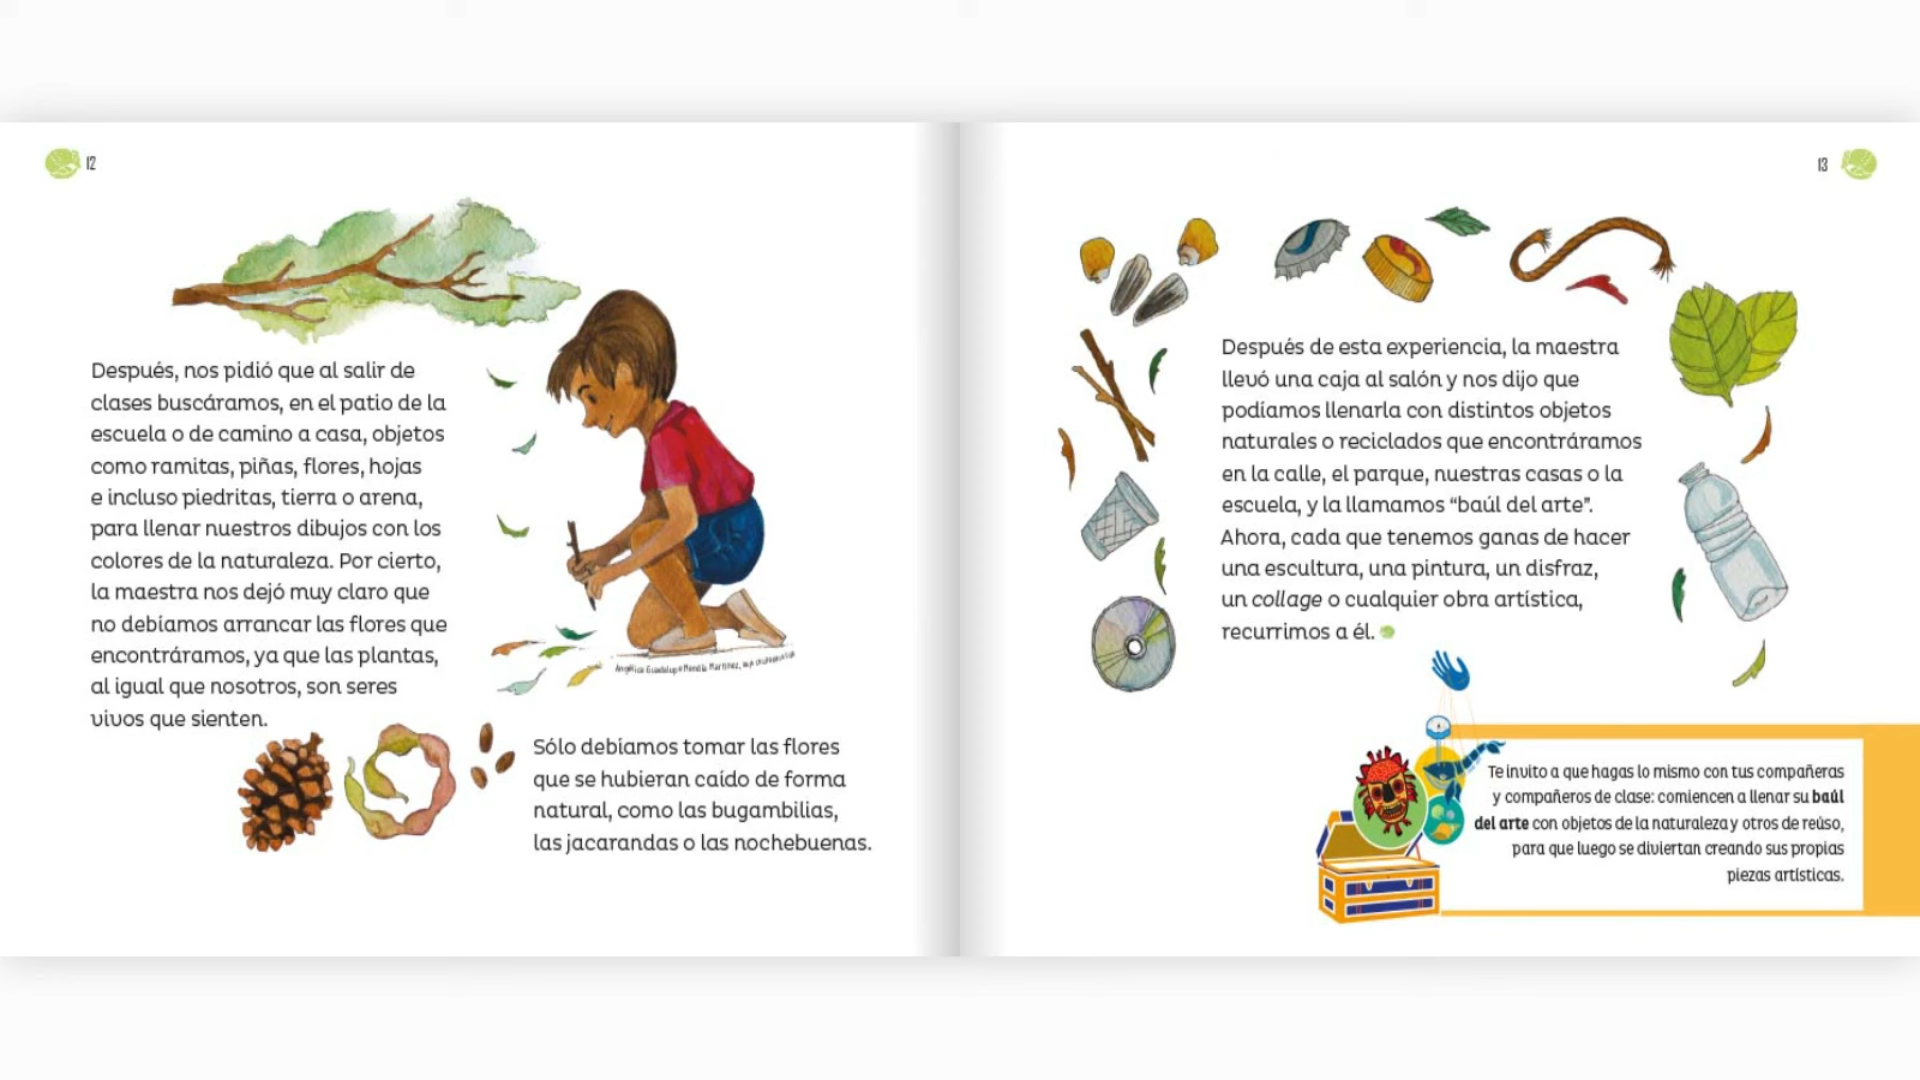 12
Después, nos pidió que al salir de
clases buscáramos, en el patio de la
escuela o de camino a casa, objetos
como ramitas, piñas, flores, hojas
e incluso piedritas, tierra o arena,
para llenar nuestros dibujos con los
colores de la naturaleza. Por cierto,
la maestra nos dejó muy claro que
no debíamos arrancar las flores que
encontráramos, ya que las plantas,
al igual que nosotros, son seres
vivos que sienten.
Angélica Guadalupe Mendía Martínez,
Sólo debíamos tomar las flores
que se hubieran caído de forma
natural, como las bugambilias,
las jacarandas o las nochebuenas.
13
Después de esta experiencia, la maestra
llevó una caja al salón y nos dijo que
podíamos llenarla con distintos objetos
naturales o reciclados que encontráramos
en la calle, el parque, nuestras casas o la
escuela, y la llamamos “baúl del arte”.
Ahora, cada que tenemos ganas de hacer
una escultura, una pintura, un disfraz,
un collage o cualquier obra artística,
recurrimos a él.
Te invito a que hagas lo mismo con tus compañeras
y compañeros de clase: comiencen a llenar su baúl
del arte con objetos de la naturaleza y otros de reúso,
para que luego se diviertan creando sus propias
piezas artísticas.